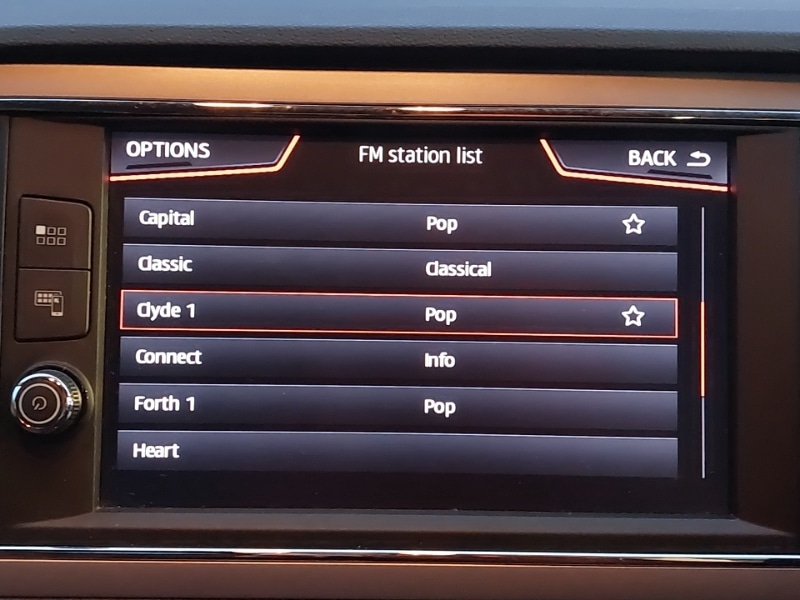 OPTIONS FM station list BACK
Capital Pop
Classic Classical
Clyde 1 Pop
Connect Info
Forth 1 Pop
Heart